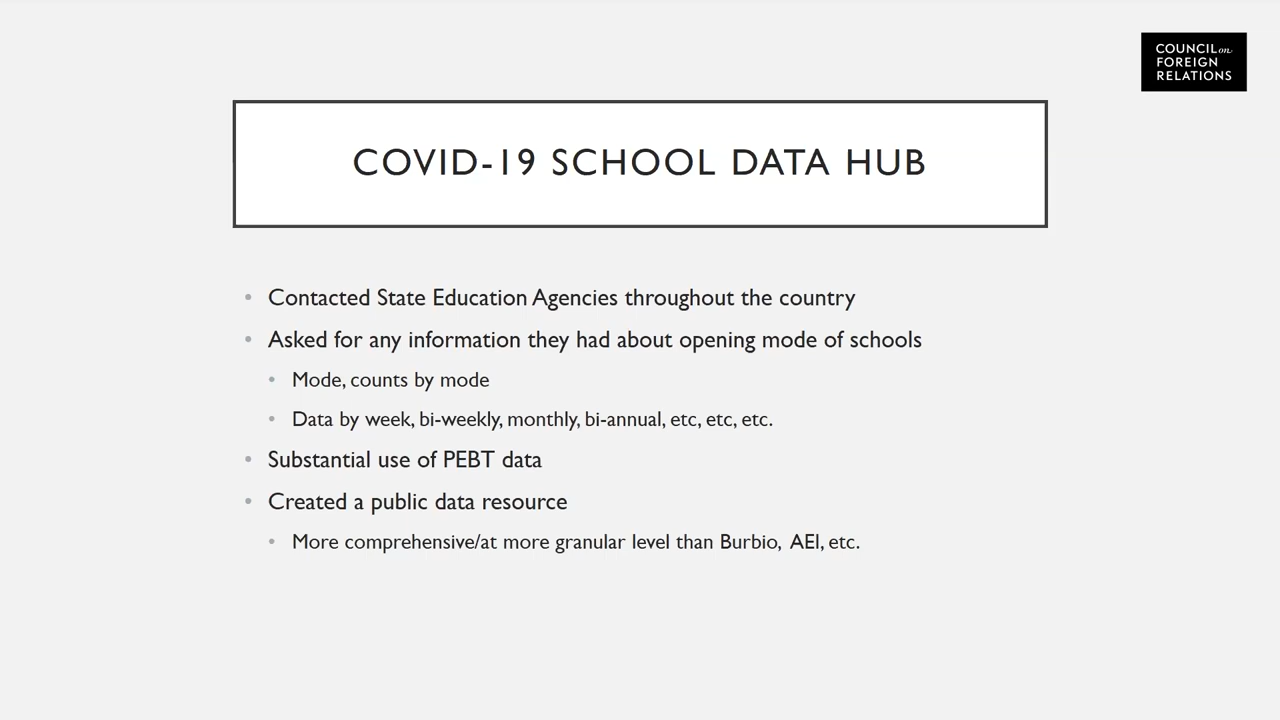 COUNCIL on
FOREIGN
RELATIONS
COVID-19 SCHOOL DATA HUB
• Contacted State Education Agencies throughout the country
• Asked for any information they had about opening mode of schools
• Mode, counts by mode
• Data by week, bi-weekly, monthly, bi-annual, etc, etc, etc.
• Substantial use of PEBT data
• Created a public data resource
• More comprehensive/at more granular level than Burbio, AEI, etc.